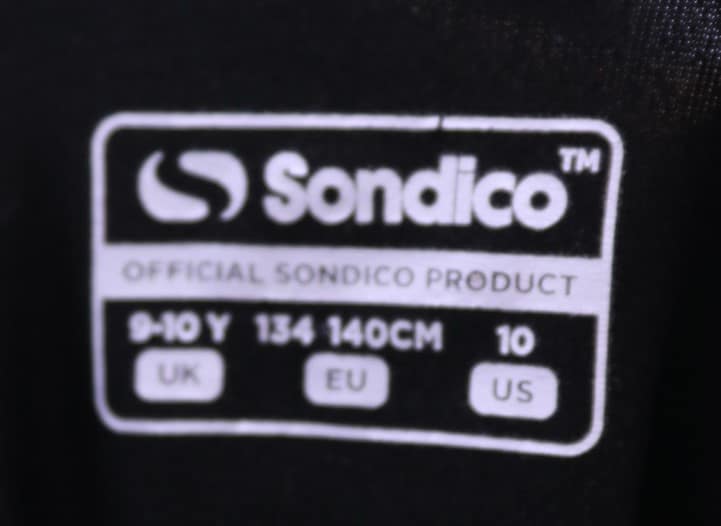 Sondico™
OFFICIAL SONDICO PRODUCT
9-10 Y 134 140CM 10
UK EU US